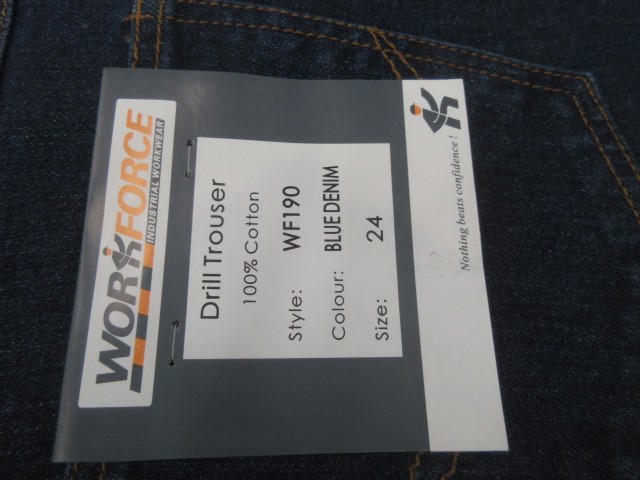 WORKFORCE
INDUSTRIAL WORKWEAR
Drill Trouser
100% Cotton
Style: WF190
Colour: BLUE DENIM
Size: 24
Nothing beats confidence !